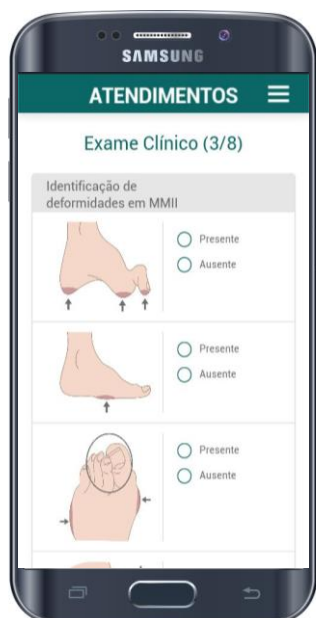 SAMSUNG
ATENDIMENTOS
Exame Clínico (3/8)
Identificação de
deformidades em MMII
Presente
Ausente
Presente
Ausente
Presente
Ausente